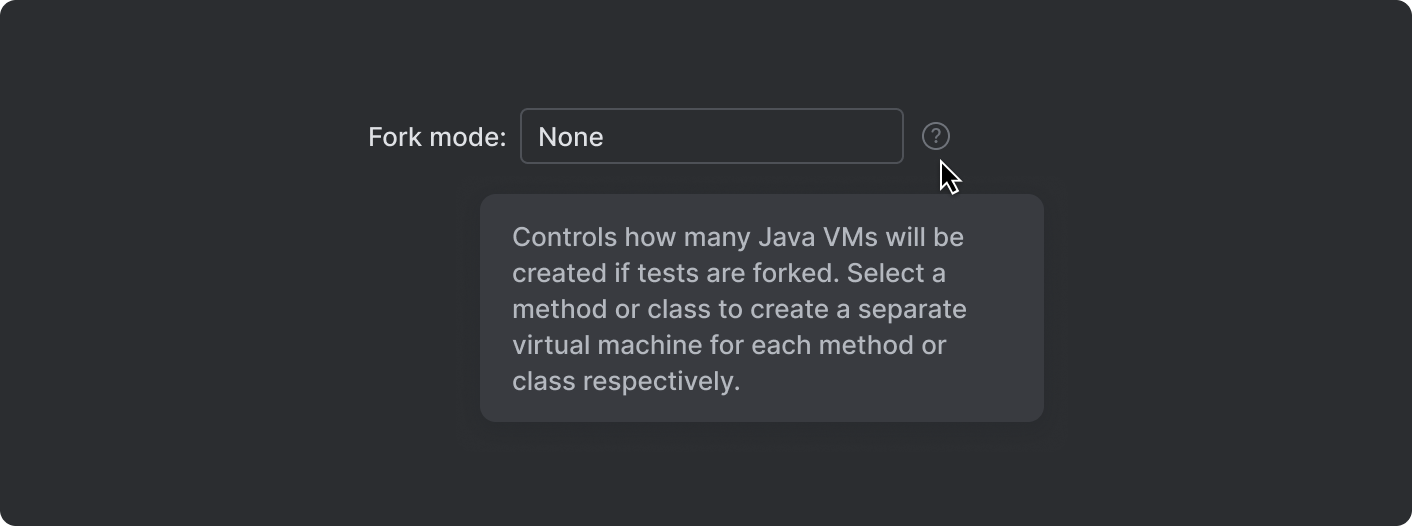 Fork mode: None ?
Controls how many Java VMs will be
created if tests are forked. Select a
method or class to create a separate
virtual machine for each method or
class respectively.